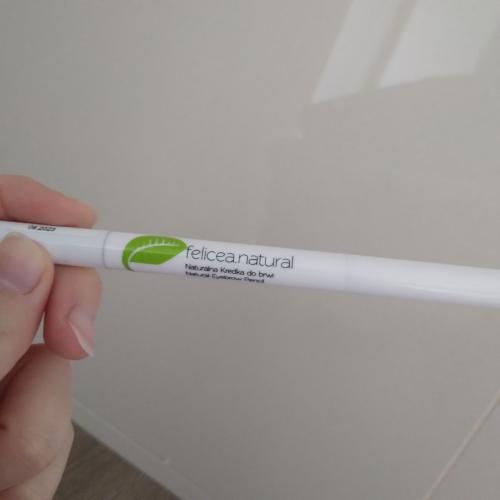 08.2023
felicea.natural
Naturalna Kredka do brwi
Natural Eyebrow Pencil